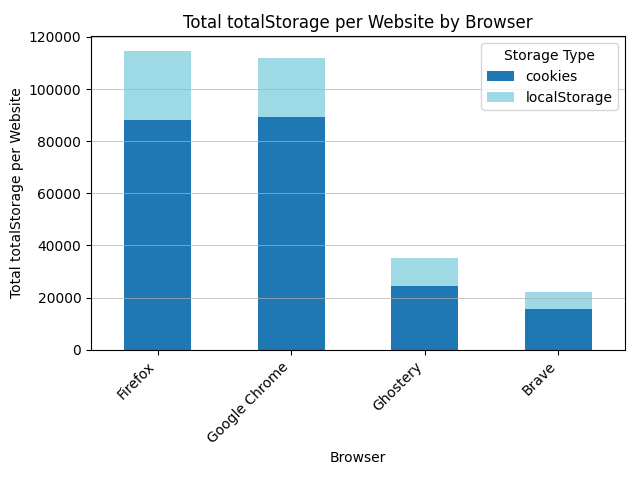 Total totalStorage per Website by Browser
Total totalStorage per Website
120000
100000
80000
60000
40000
20000
0
Storage Type
cookies
localStorage
Firefox
Google Chrome
Ghostery
Brave
Browser